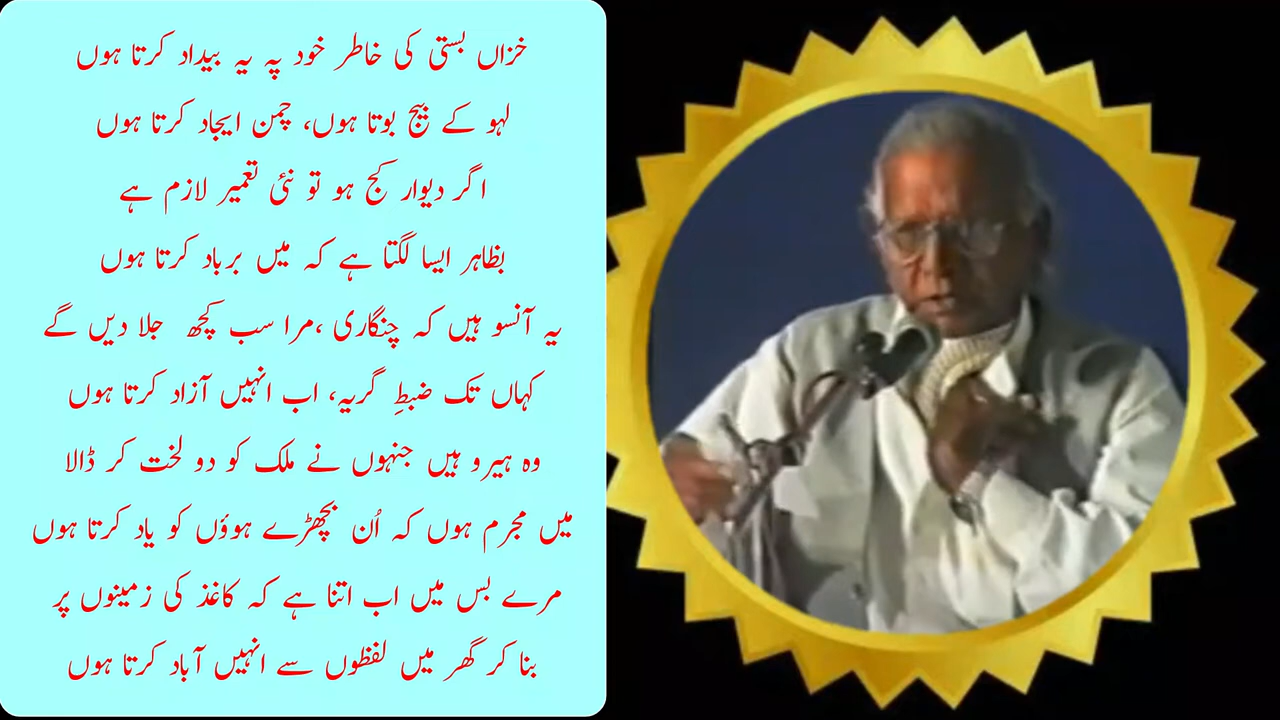 خزاں بستی کی خاطر خود پہ یہ بیداد کرتا ہوں
لہو کے بیج بوتا ہوں، چمن ایجاد کرتا ہوں
اگر دیوار کج ہو تو نئی تعمیر لازم ہے
بظاہر ایسا لگتا ہے کہ میں برباد کرتا ہوں
یہ آنسو ہیں کہ چنگاری ،مرا سب کچھ جلا دیں گے
کہاں تک ضبطِ گریہ، اب انہیں آزاد کرتا ہوں
وہ ہیرو ہیں جنہوں نے ملک کو دو لخت کر ڈالا
میں مجرم ہوں کہ اُن بچھڑے ہوؤں کو یاد کرتا ہوں
مرے بس میں اب اتنا ہے کہ کاغذ کی زمینوں پر
بنا کر گھر میں لفظوں سے انہیں آباد کرتا ہوں